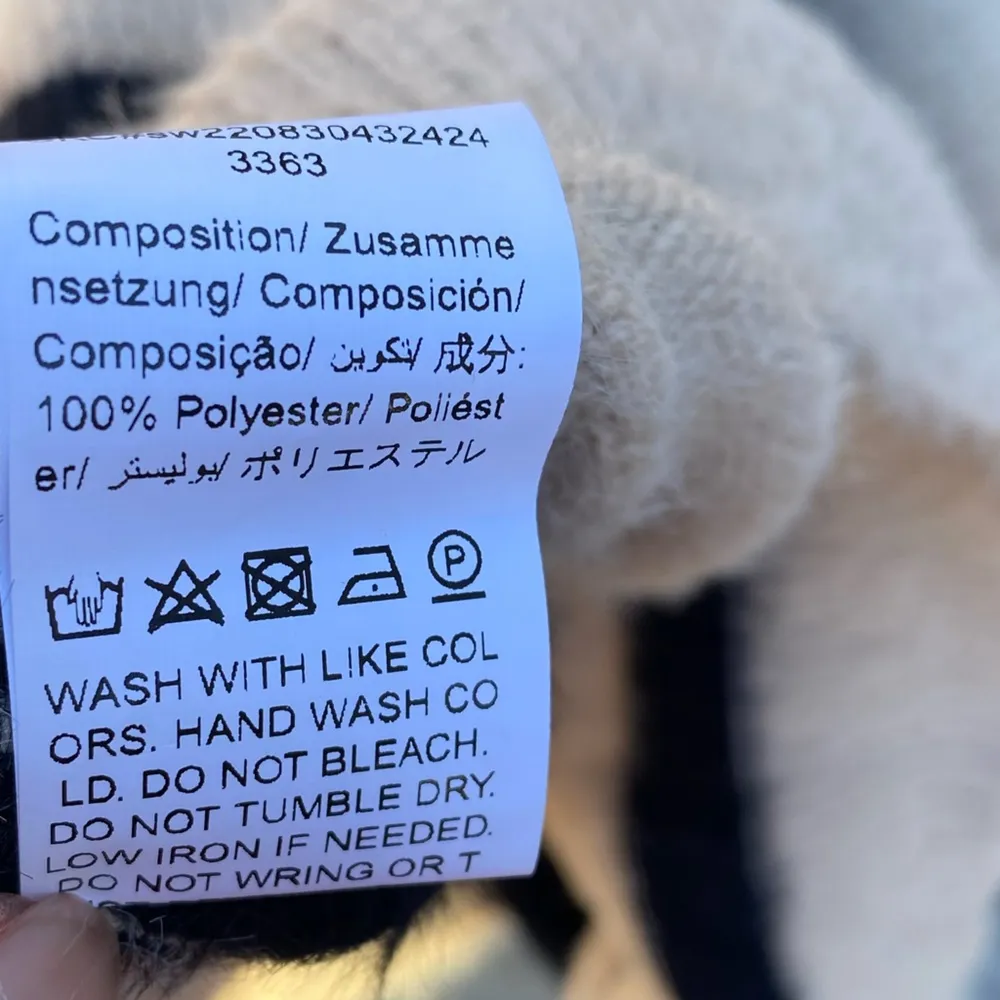 SW220830432424
3363
Composition/ Zusamme
nsetzung/ Composición/
Composição/ تكوين/ 成分:
100% Polyester/ Poliést
er/ بوليستر/ ポリエステル
P
WASH WITH LIKE COL
ORS. HAND WASH CO
LD. DO NOT BLEACH.
DO NOT TUMBLE DRY.
LOW IRON IF NEEDED.
DO NOT WRING OR T